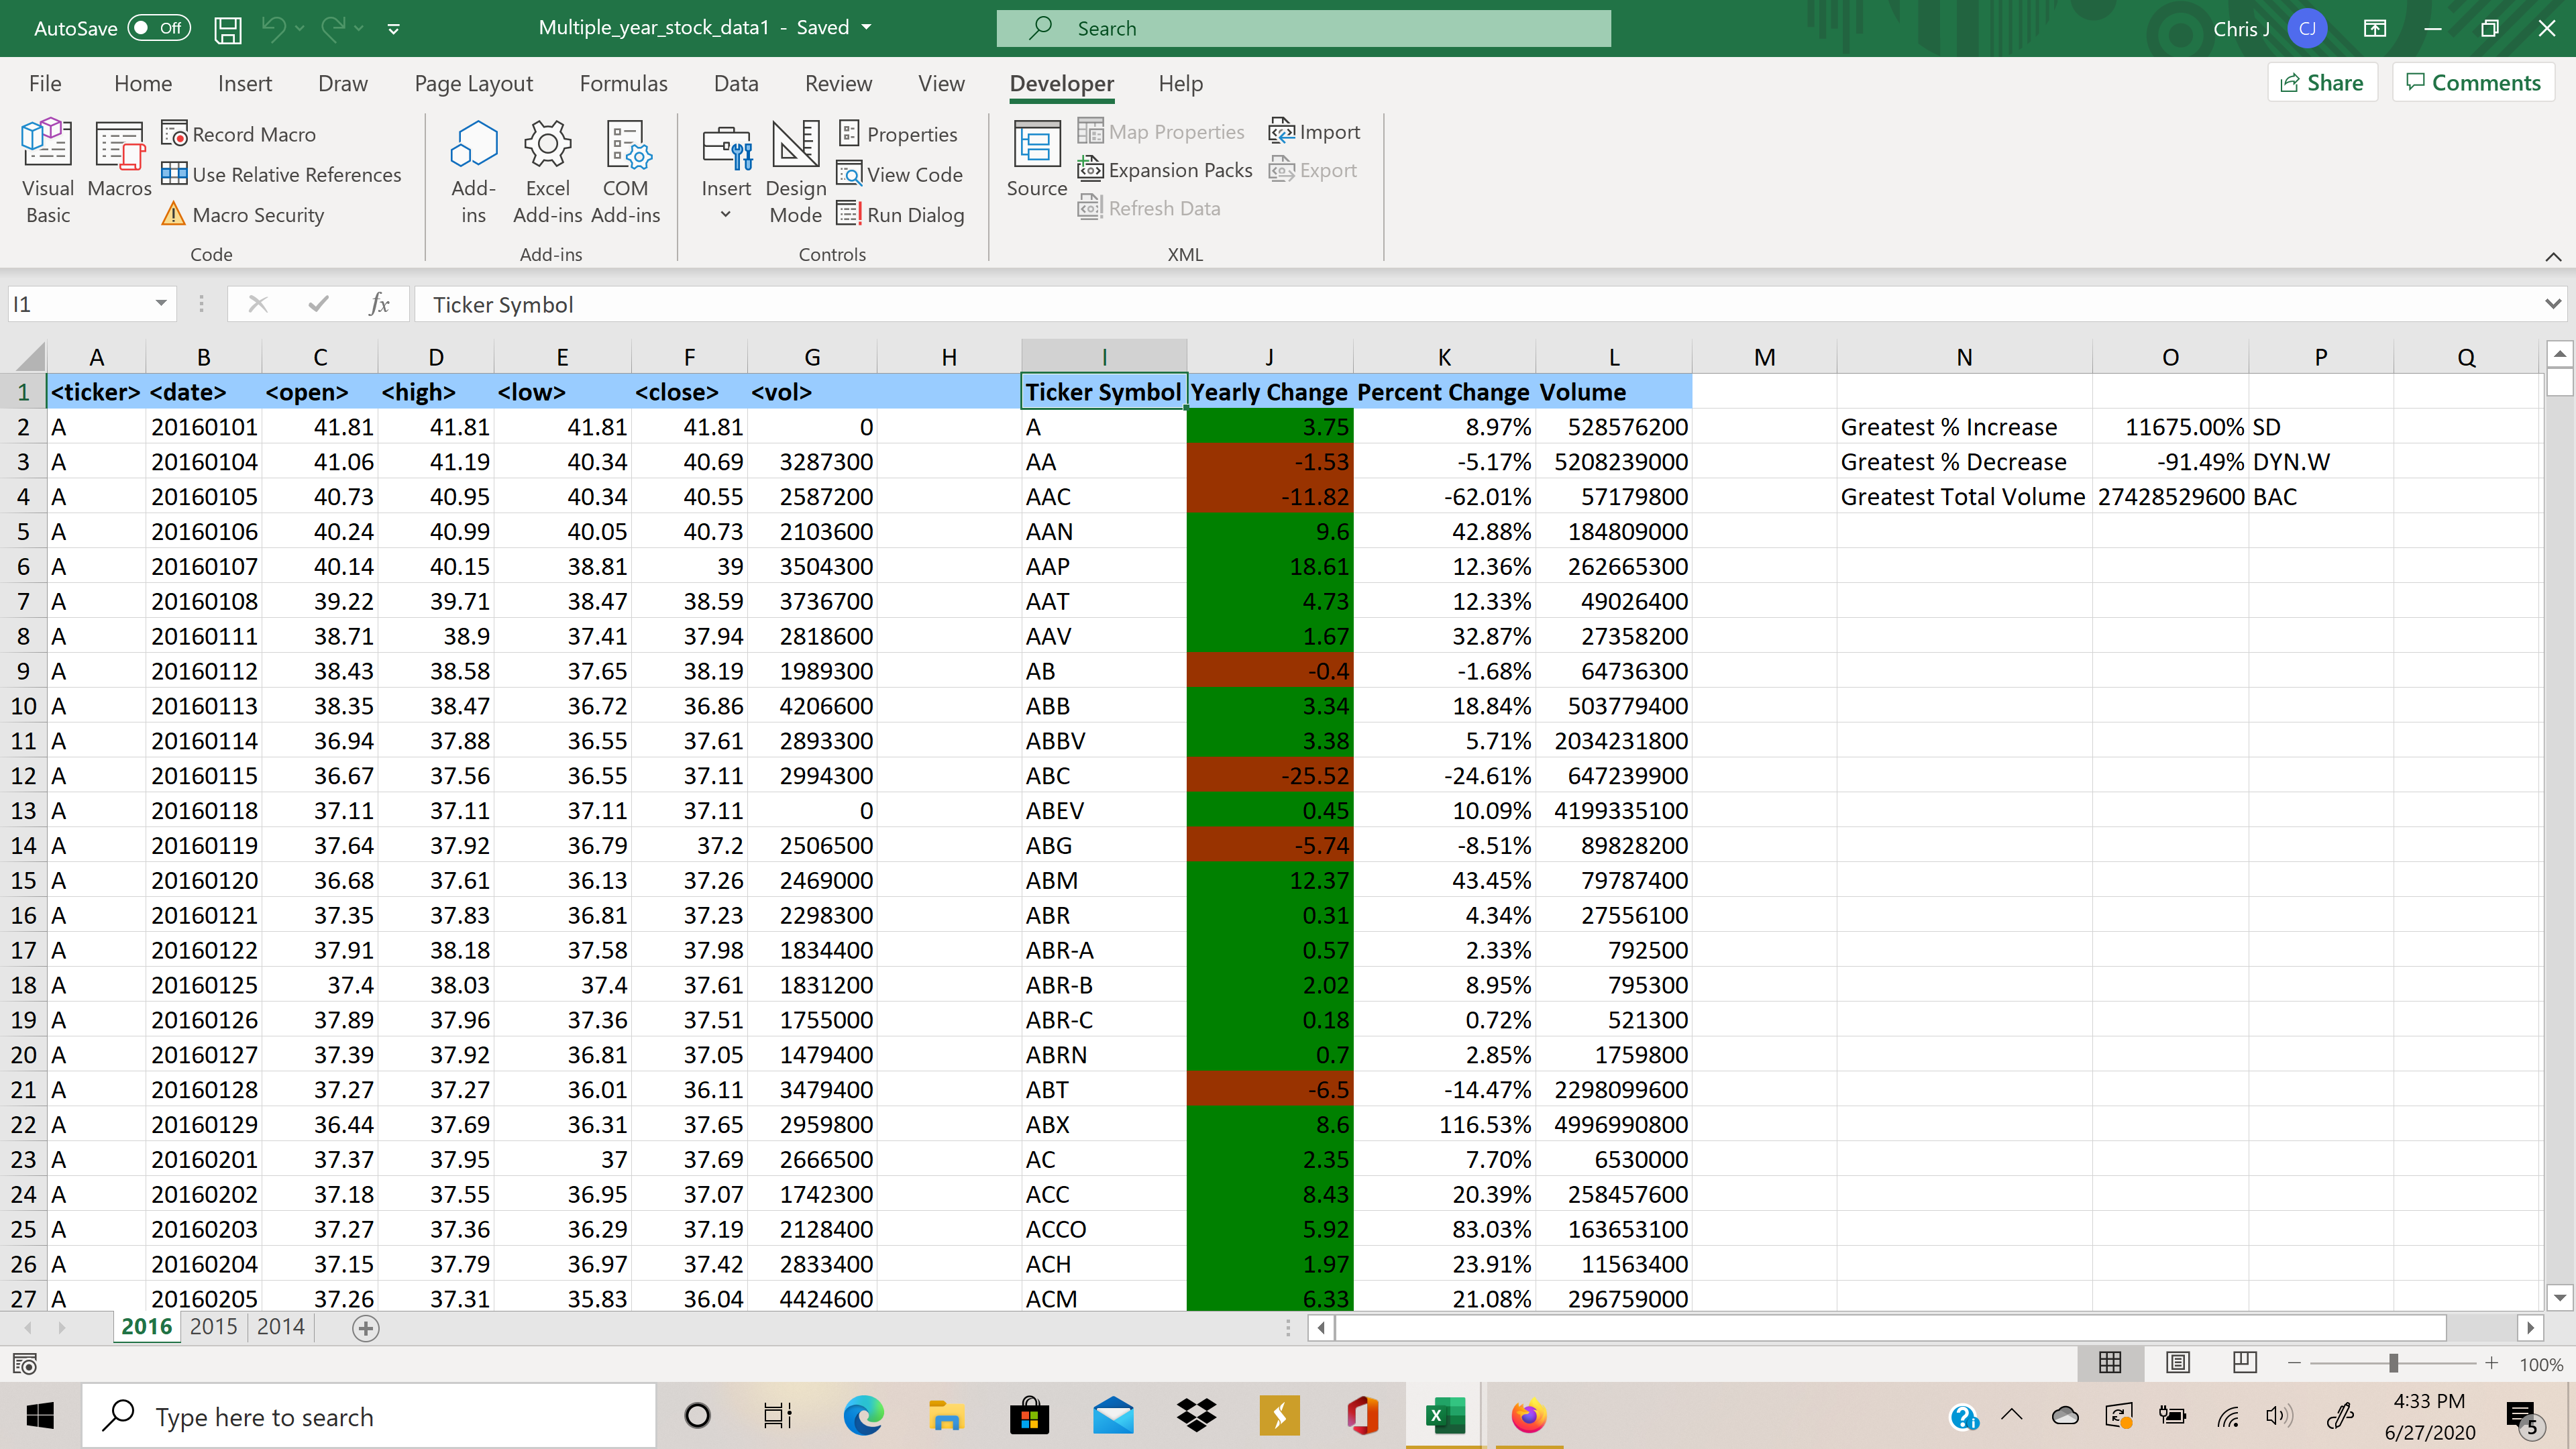 AutoSave Off Multiple_year_stock_data1 - Saved Search Chris J CJ
File Home Insert Draw Page Layout Formulas Data Review View Developer Help Share Comments
Visual Basic Macros Record Macro Use Relative References Macro Security Code
Add-ins Excel Add-ins COM Add-ins Add-ins
Insert Design Mode Properties View Code Run Dialog Controls
Source Map Properties Expansion Packs Refresh Data Import Export XML
I1 fx Ticker Symbol
A B C D E F G H I J K L M N O P Q
1 <ticker> <date> <open> <high> <low> <close> <vol> Ticker Symbol Yearly Change Percent Change Volume
2 A 20160101 41.81 41.81 41.81 41.81 0 A 3.75 8.97% 528576200 Greatest % Increase 11675.00% SD
3 A 20160104 41.06 41.19 40.34 40.69 3287300 AA -1.53 -5.17% 5208239000 Greatest % Decrease -91.49% DYN.W
4 A 20160105 40.73 40.95 40.34 40.55 2587200 AAC -11.82 -62.01% 57179800 Greatest Total Volume 27428529600 BAC
5 A 20160106 40.24 40.99 40.05 40.73 2103600 AAN 9.6 42.88% 184809000
6 A 20160107 40.14 40.15 38.81 39 3504300 AAP 18.61 12.36% 262665300
7 A 20160108 39.22 39.71 38.47 38.59 3736700 AAT 4.73 12.33% 49026400
8 A 20160111 38.71 38.9 37.41 37.94 2818600 AAV 1.67 32.87% 27358200
9 A 20160112 38.43 38.58 37.65 38.19 1989300 AB -0.4 -1.68% 64736300
10 A 20160113 38.35 38.47 36.72 36.86 4206600 ABB 3.34 18.84% 503779400
11 A 20160114 36.94 37.88 36.55 37.61 2893300 ABBV 3.38 5.71% 2034231800
12 A 20160115 36.67 37.56 36.55 37.11 2994300 ABC -25.52 -24.61% 647239900
13 A 20160118 37.11 37.11 37.11 37.11 0 ABEV 0.45 10.09% 4199335100
14 A 20160119 37.64 37.92 36.79 37.2 2506500 ABG -5.74 -8.51% 89828200
15 A 20160120 36.68 37.61 36.13 37.26 2469000 ABM 12.37 43.45% 79787400
16 A 20160121 37.35 37.83 36.81 37.23 2298300 ABR 0.31 4.34% 27556100
17 A 20160122 37.91 38.18 37.58 37.98 1834400 ABR-A 0.57 2.33% 792500
18 A 20160125 37.4 38.03 37.4 37.61 1831200 ABR-B 2.02 8.95% 795300
19 A 20160126 37.89 37.96 37.36 37.51 1755000 ABR-C 0.18 0.72% 521300
20 A 20160127 37.39 37.92 36.81 37.05 1479400 ABRN 0.7 2.85% 1759800
21 A 20160128 37.27 37.27 36.01 36.11 3479400 ABT -6.5 -14.47% 2298099600
22 A 20160129 36.44 37.69 36.31 37.65 2959800 ABX 8.6 116.53% 4996990800
23 A 20160201 37.37 37.95 37 37.69 2666500 AC 2.35 7.70% 6530000
24 A 20160202 37.18 37.55 36.95 37.07 1742300 ACC 8.43 20.39% 258457600
25 A 20160203 37.27 37.36 36.29 37.19 2128400 ACCO 5.92 83.03% 163653100
26 A 20160204 37.15 37.79 36.97 37.42 2833400 ACH 1.97 23.91% 11563400
27 A 20160205 37.26 37.31 35.83 36.04 4424600 ACM 6.33 21.08% 296759000
2016 2015 2014
100%
Type here to search 4:33 PM
6/27/2020 5